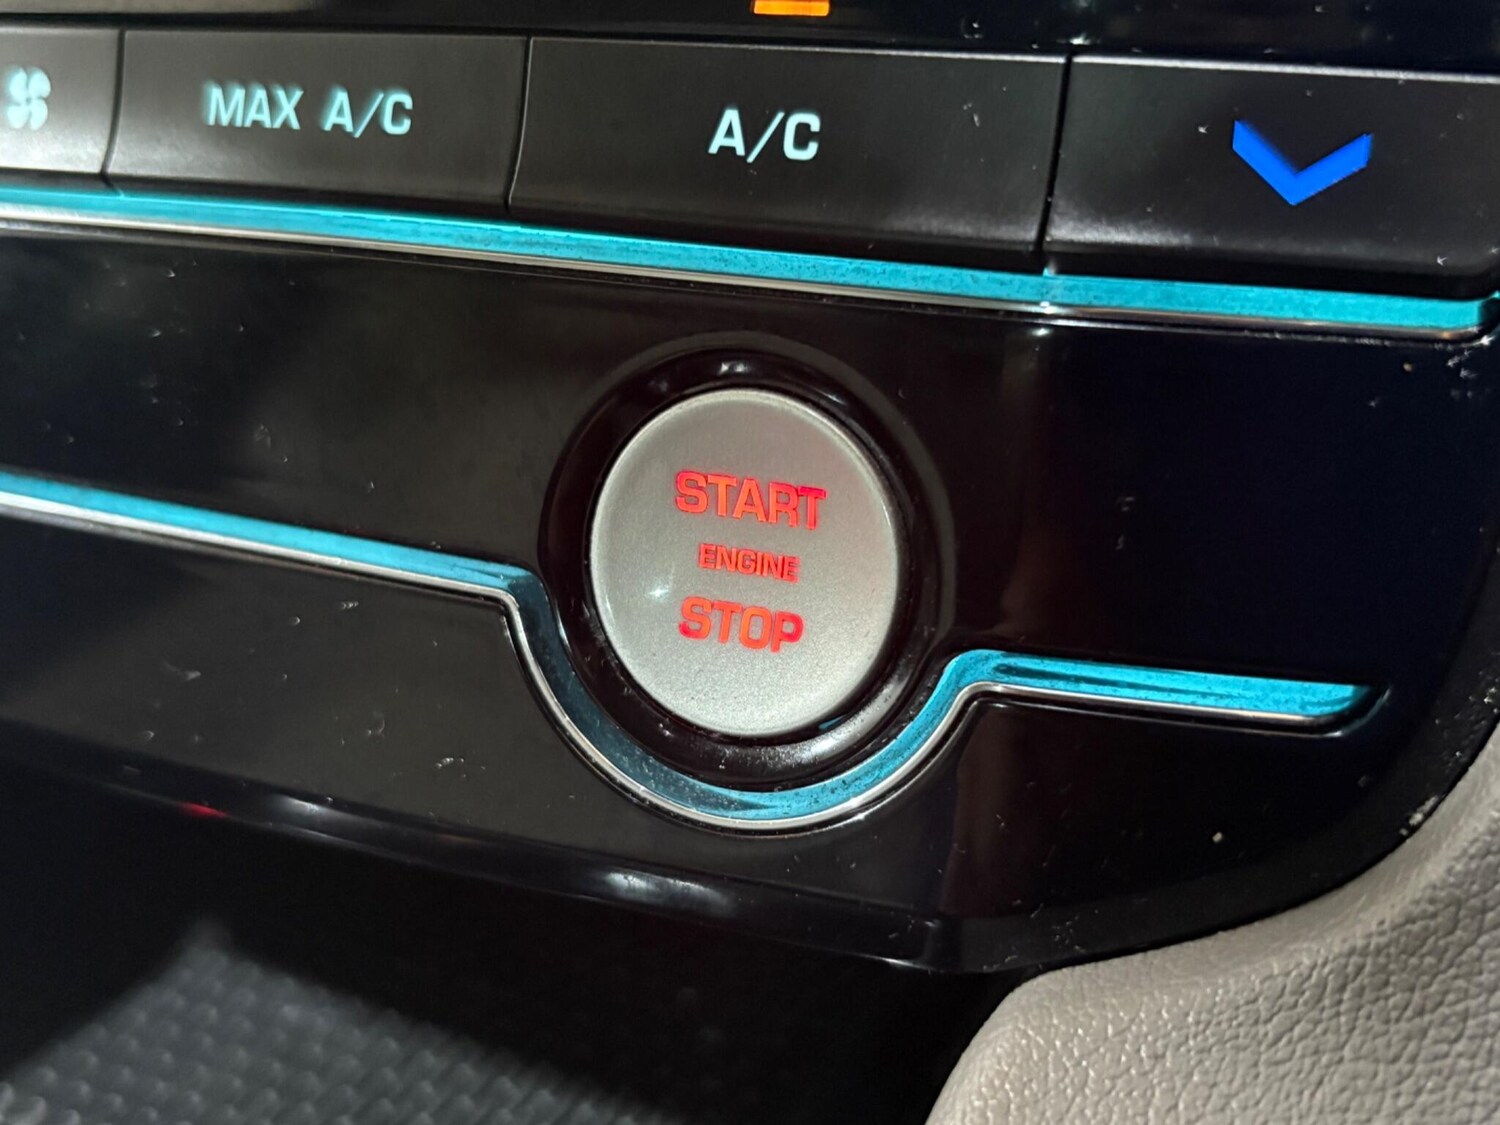 MAX A/C
A/C
START
ENGINE
STOP